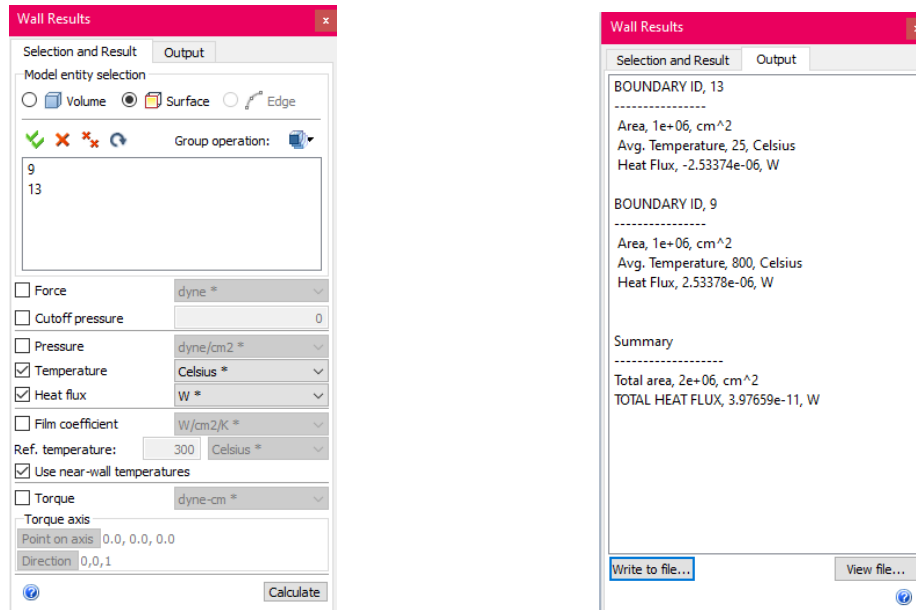 Wall Results
x
Selection and Result Output
Model entity selection
Volume Surface Edge
Group operation:
9
13
Force dyne *
Cutoff pressure 0
Pressure dyne/cm2 *
Temperature Celsius *
Heat flux W *
Film coefficient W/cm2/K *
Ref. temperature: 300 Celsius *
Use near-wall temperatures
Torque dyne-cm *
Torque axis
Point on axis 0.0, 0.0, 0.0
Direction 0,0,1
? Calculate
Wall Results
x
Selection and Result Output
BOUNDARY ID, 13
----------------
Area, 1e+06, cm^2
Avg. Temperature, 25, Celsius
Heat Flux, -2.53374e-06, W
BOUNDARY ID, 9
----------------
Area, 1e+06, cm^2
Avg. Temperature, 800, Celsius
Heat Flux, 2.53378e-06, W
Summary
-------------------
Total area, 2e+06, cm^2
TOTAL HEAT FLUX, 3.97659e-11, W
Write to file... View file...
?